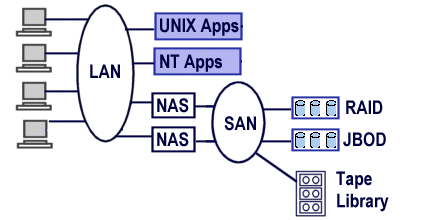 UNIX Apps
LAN
NT Apps
NAS
SAN
RAID
NAS
JBOD
Tape
Library